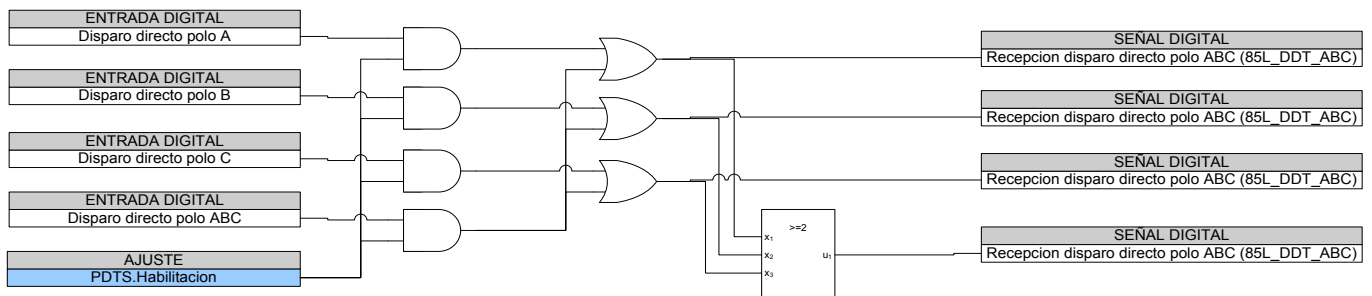 ENTRADA DIGITAL
Disparo directo polo A
ENTRADA DIGITAL
Disparo directo polo B
ENTRADA DIGITAL
Disparo directo polo C
ENTRADA DIGITAL
Disparo directo polo ABC
AJUSTE
PDTS.Habilitacion
>=2
x1
x2
x3
u1
SEÑAL DIGITAL
Recepcion disparo directo polo ABC (85L_DDT_ABC)
SEÑAL DIGITAL
Recepcion disparo directo polo ABC (85L_DDT_ABC)
SEÑAL DIGITAL
Recepcion disparo directo polo ABC (85L_DDT_ABC)
SEÑAL DIGITAL
Recepcion disparo directo polo ABC (85L_DDT_ABC)